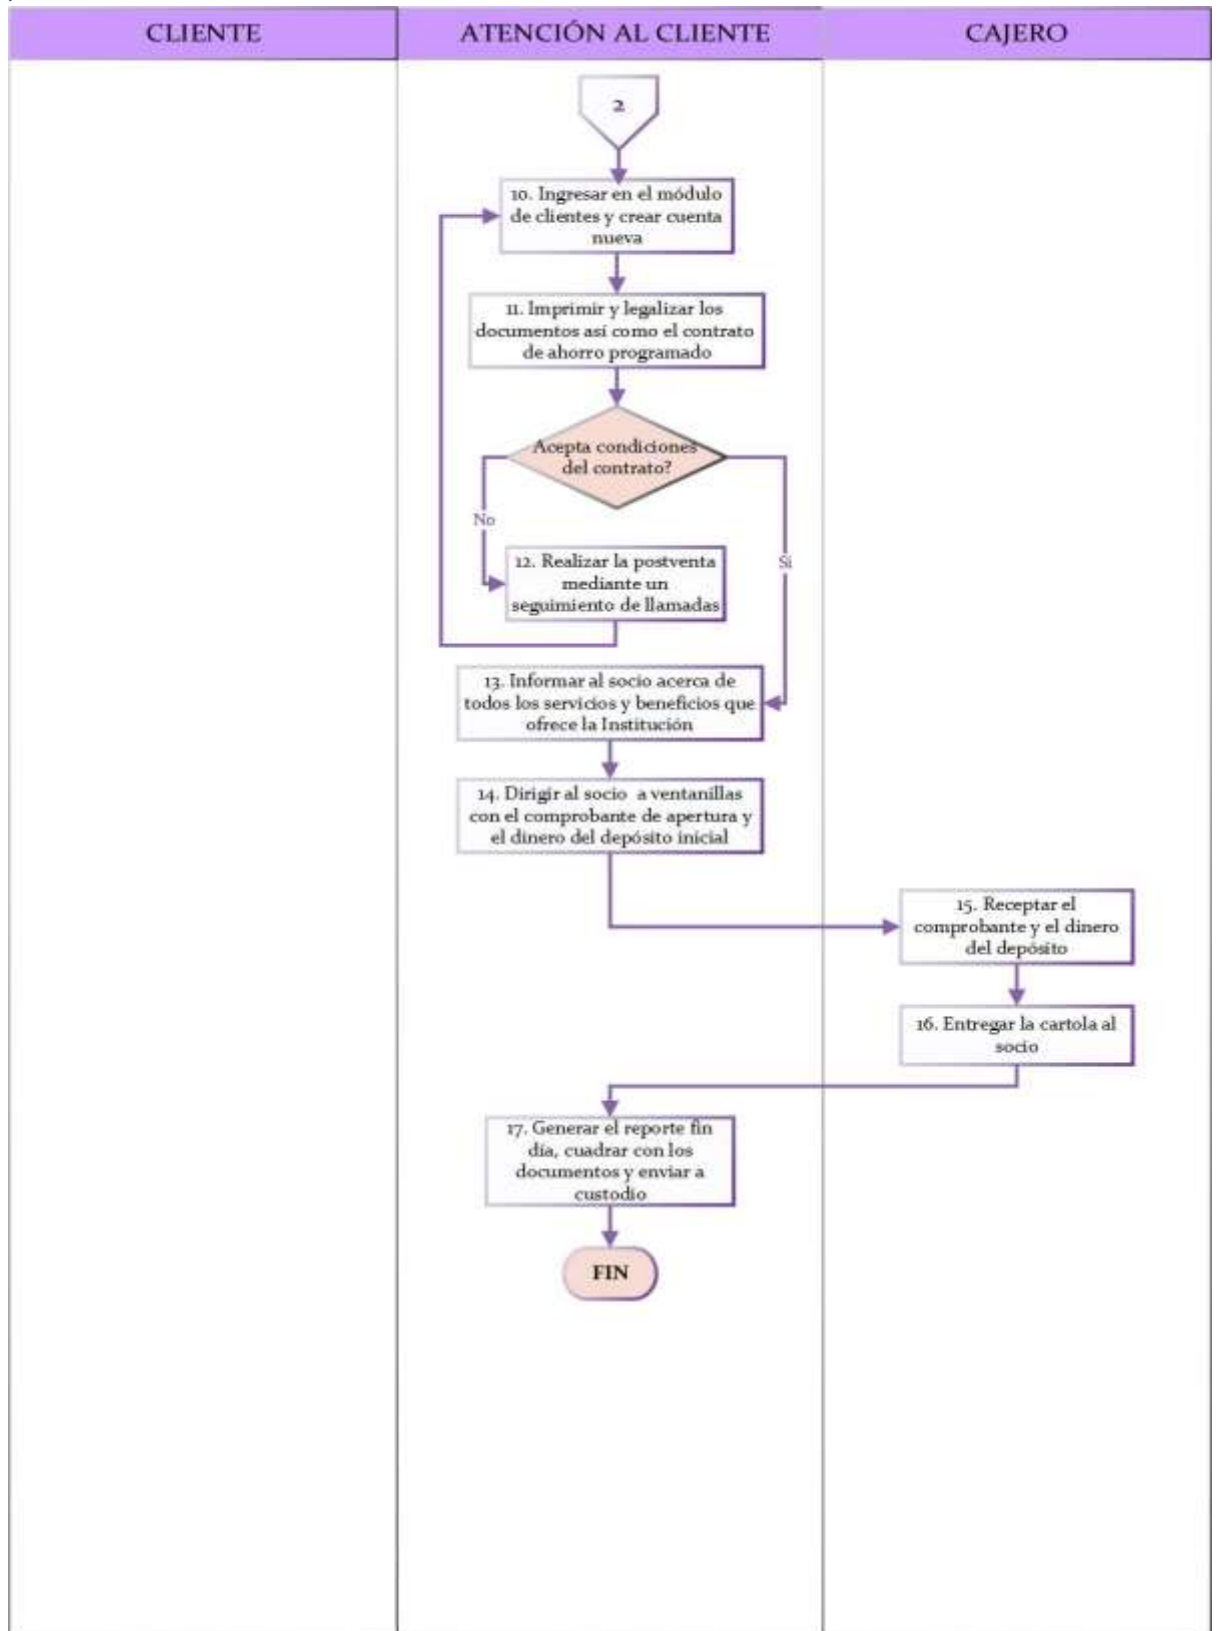 CLIENTE
ATENCIÓN AL CLIENTE
CAJERO
2
10. Ingresar en el módulo
de clientes y crear cuenta
nueva
11. Imprimir y legalizar los
documentos así como el contrato
de ahorro programado
Acepta condiciones
del contrato?
No
Si
12. Realizar la postventa
mediante un
seguimiento de llamadas
13. Informar al socio acerca de
todos los servicios y beneficios que
ofrece la Institución
14. Dirigir al socio a ventanillas
con el comprobante de apertura y
el dinero del depósito inicial
15. Receptar el
comprobante y el dinero
del depósito
16. Entregar la cartola al
socio
17. Generar el reporte fin
día, cuadrar con los
documentos y enviar a
custodio
FIN